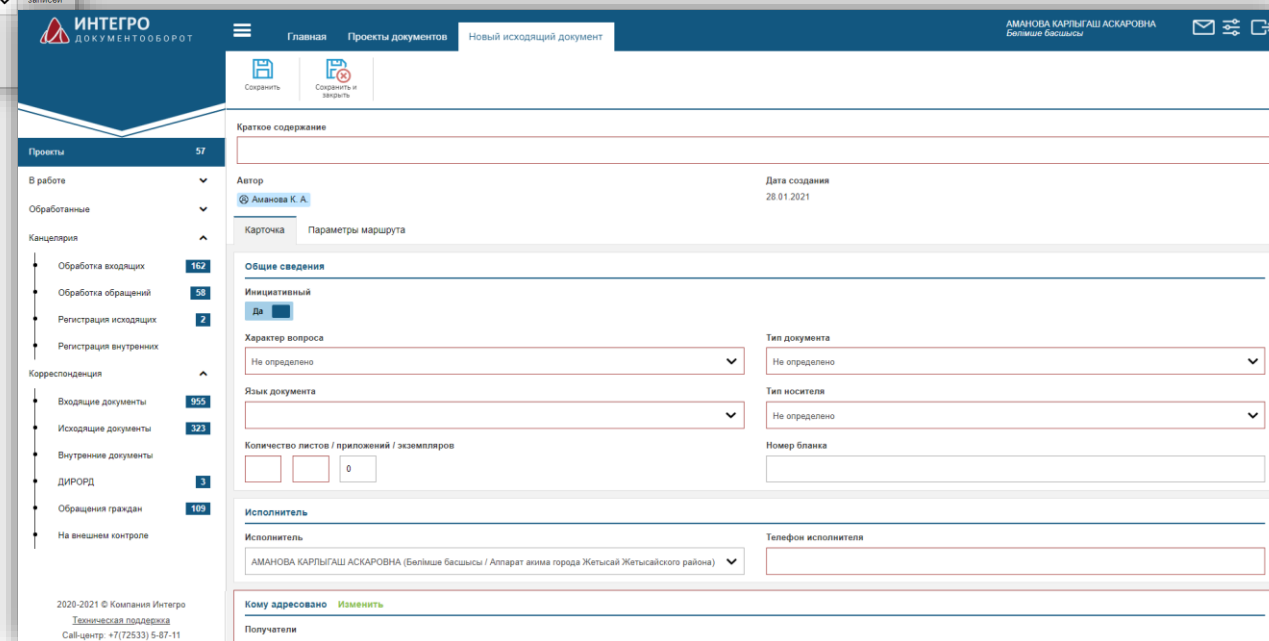 записей
ИНТЕГРО
ДОКУМЕНТООБОРОТ
Главная Проекты документов Новый исходящий документ
АМАНОВА КАРЛЫГАШ АСКАРОВНА
Бөлімше басшысы
Сохранить
Сохранить и
закрыть
Краткое содержание
Проекты 57
В работе
Обработанные
Канцелярия
Обработка входящих 162
Обработка обращений 58
Регистрация исходящих 2
Регистрация внутренних
Корреспонденция
Входящие документы 955
Исходящие документы 323
Внутренние документы
ДИРОРД 3
Обращения граждан 109
На внешнем контроле
2020-2021 © Компания Интегро
Техническая поддержка
Call-центр: +7(72533) 5-87-11
Автор Дата создания
Аманова К. А. 28.01.2021
Карточка Параметры маршрута
Общие сведения
Инициативный
Да
Характер вопроса Тип документа
Не определено Не определено
Язык документа Тип носителя
Не определено
Количество листов / приложений / экземпляров Номер бланка
0
Исполнитель
Исполнитель Телефон исполнителя
АМАНОВА КАРЛЫГАШ АСКАРОВНА (Бөлімше басшысы / Аппарат акима города Жетысай Жетысайского района)
Кому адресовано Изменить
Получатели